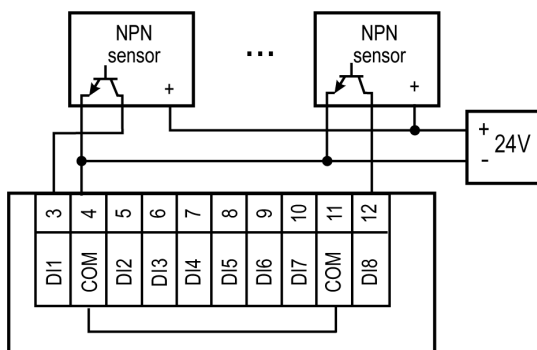 NPN
sensor
+
...
NPN
sensor
+
+
24V
-
3 4 5 6 7 8 9 10 11 12
DI1 COM DI2 DI3 DI4 DI5 DI6 DI7 COM DI8